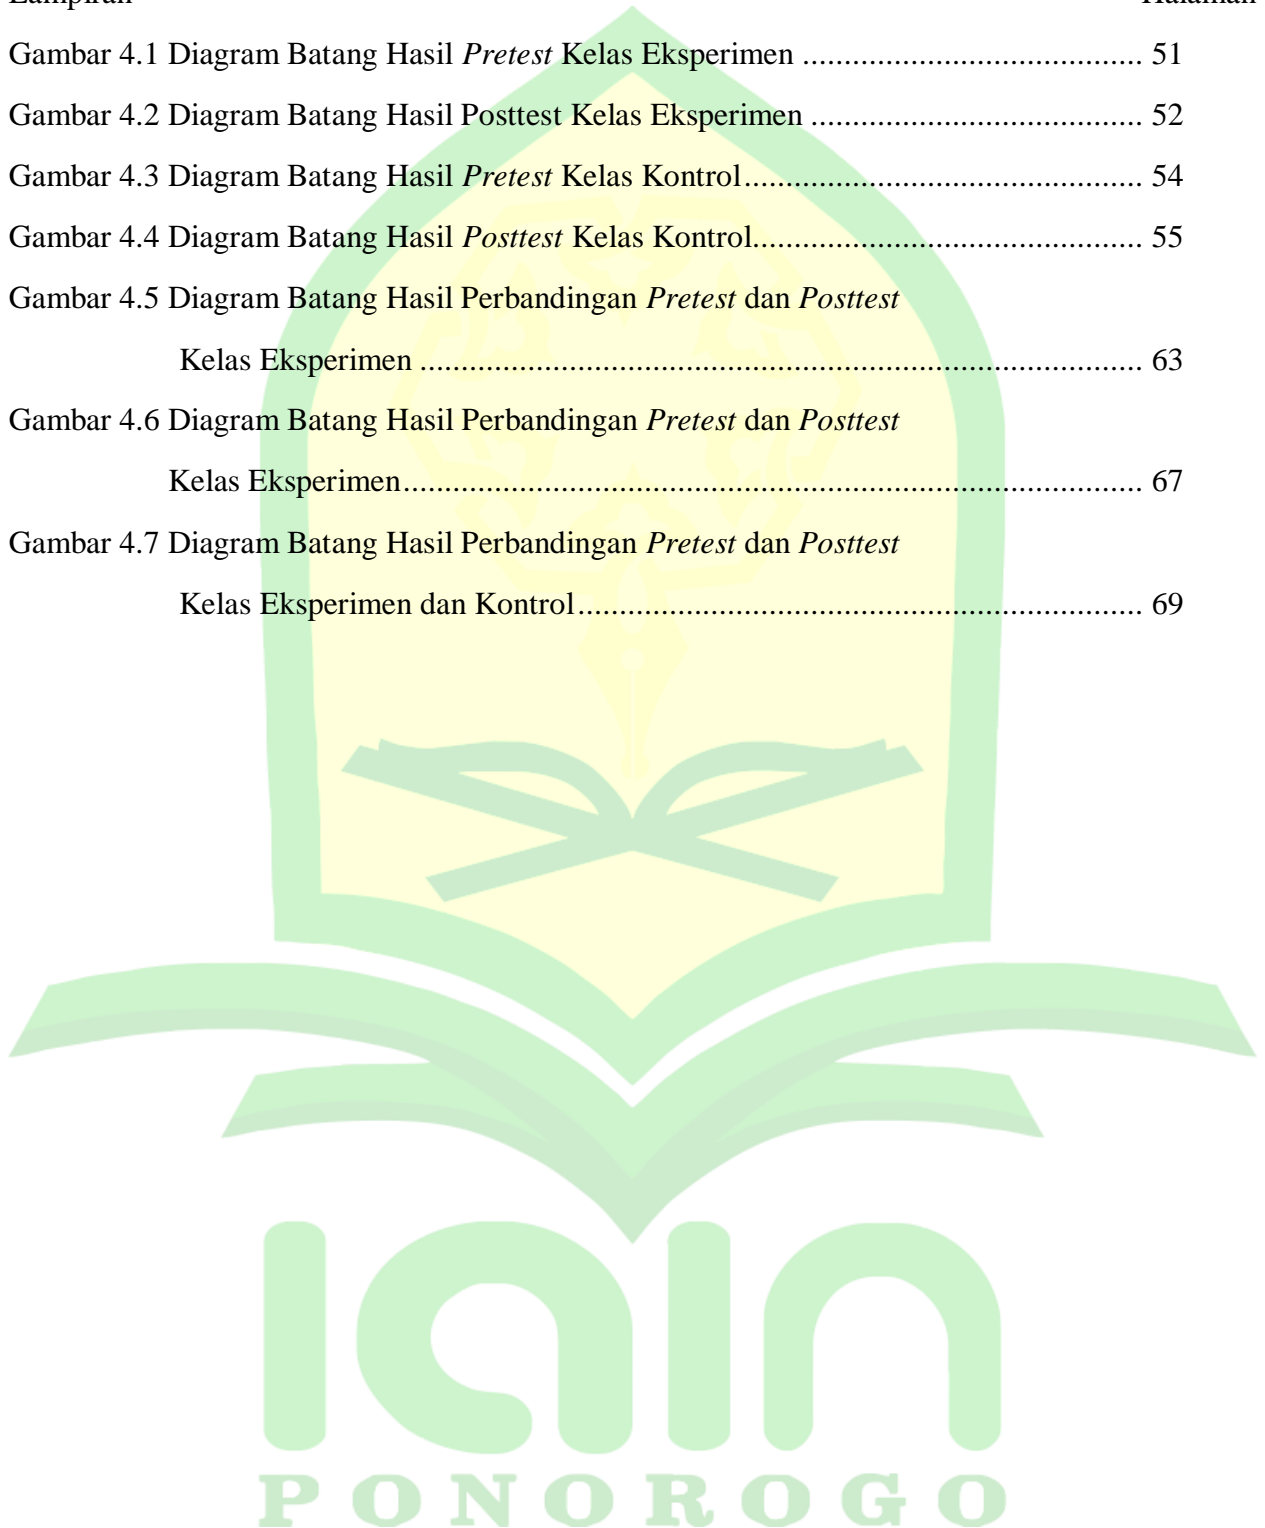 Lampiran Halaman
Gambar 4.1 Diagram Batang Hasil Pretest Kelas Eksperimen ......................................... 51
Gambar 4.2 Diagram Batang Hasil Posttest Kelas Eksperimen ........................................ 52
Gambar 4.3 Diagram Batang Hasil Pretest Kelas Kontrol................................................ 54
Gambar 4.4 Diagram Batang Hasil Posttest Kelas Kontrol............................................... 55
Gambar 4.5 Diagram Batang Hasil Perbandingan Pretest dan Posttest
Kelas Eksperimen ....................................................................................... 63
Gambar 4.6 Diagram Batang Hasil Perbandingan Pretest dan Posttest
Kelas Eksperimen......................................................................................... 67
Gambar 4.7 Diagram Batang Hasil Perbandingan Pretest dan Posttest
Kelas Eksperimen dan Kontrol.................................................................... 69
IAIN
PONOROGO